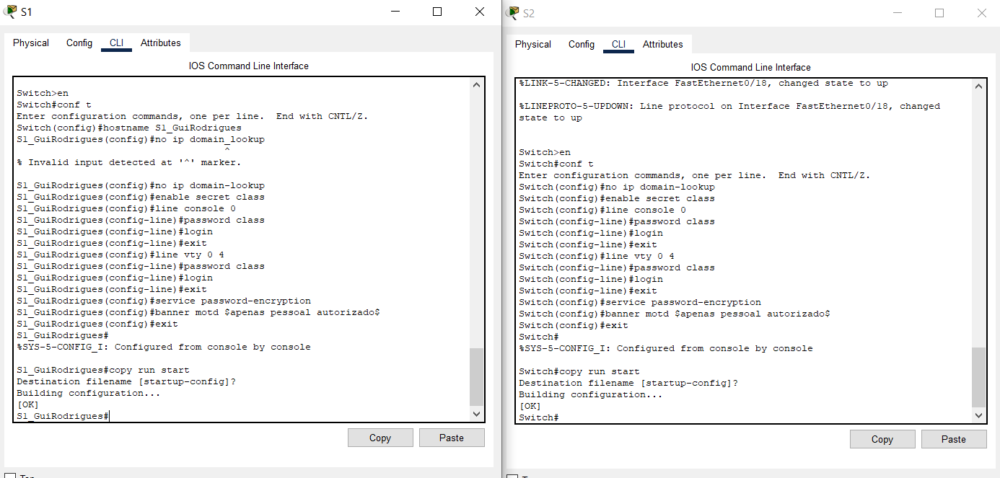 S1
Physical Config CLI Attributes
IOS Command Line Interface
Switch>en
Switch#conf t
Enter configuration commands, one per line.  End with CNTL/Z.
Switch(config)#hostname S1_GuiRodrigues
S1_GuiRodrigues(config)#no ip domain_lookup
^
% Invalid input detected at '^' marker.
S1_GuiRodrigues(config)#no ip domain-lookup
S1_GuiRodrigues(config)#enable secret class
S1_GuiRodrigues(config)#line console 0
S1_GuiRodrigues(config-line)#password class
S1_GuiRodrigues(config-line)#login
S1_GuiRodrigues(config-line)#exit
S1_GuiRodrigues(config)#line vty 0 4
S1_GuiRodrigues(config-line)#password class
S1_GuiRodrigues(config-line)#login
S1_GuiRodrigues(config-line)#exit
S1_GuiRodrigues(config)#service password-encryption
S1_GuiRodrigues(config)#banner motd $apenas pessoal autorizado$
S1_GuiRodrigues(config)#exit
S1_GuiRodrigues#
%SYS-5-CONFIG_I: Configured from console by console
S1_GuiRodrigues#copy run start
Destination filename [startup-config]?
Building configuration...
[OK]
S1_GuiRodrigues#
Copy Paste
S2
Physical Config CLI Attributes
IOS Command Line Interface
%LINK-5-CHANGED: Interface FastEthernet0/18, changed state to up
%LINEPROTO-5-UPDOWN: Line protocol on Interface FastEthernet0/18, changed
state to up
Switch>en
Switch#conf t
Enter configuration commands, one per line.  End with CNTL/Z.
Switch(config)#no ip domain-lookup
Switch(config)#enable secret class
Switch(config)#line console 0
Switch(config-line)#password class
Switch(config-line)#login
Switch(config-line)#exit
Switch(config)#line vty 0 4
Switch(config-line)#password class
Switch(config-line)#login
Switch(config-line)#exit
Switch(config)#service password-encryption
Switch(config)#banner motd $apenas pessoal autorizado$
Switch(config)#exit
Switch#
%SYS-5-CONFIG_I: Configured from console by console
Switch#copy run start
Destination filename [startup-config]?
Building configuration...
[OK]
Switch#
Copy Paste